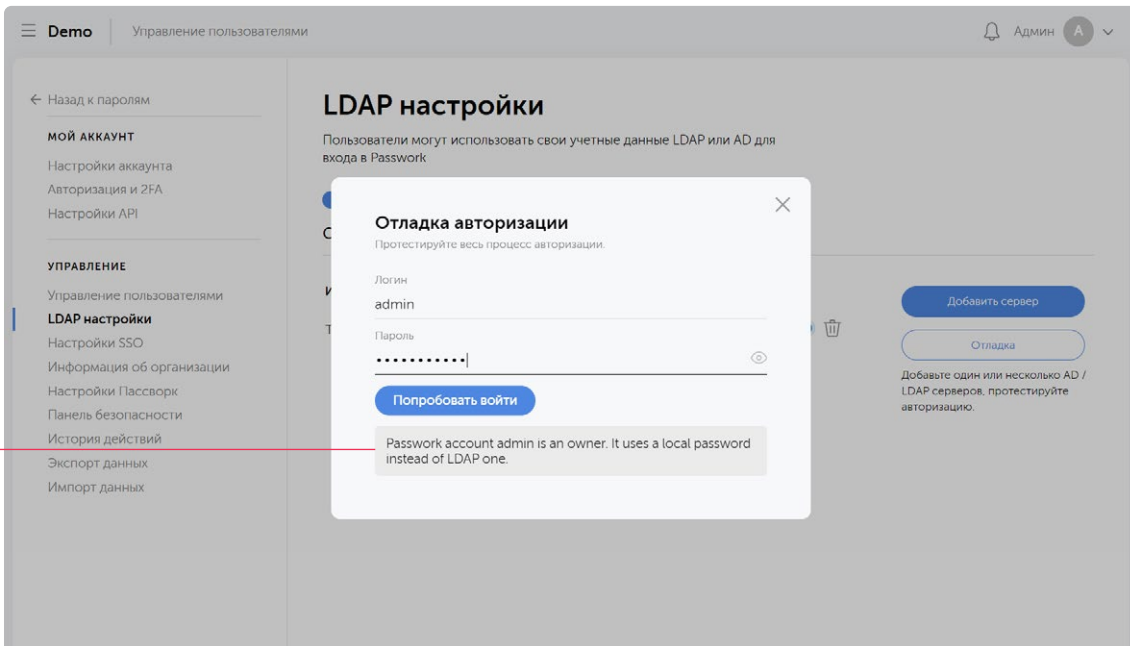 Demo
Управление пользователями
Админ
А
Назад к паролям
МОЙ АККАУНТ
Настройки аккаунта
Авторизация и 2FA
Настройки API
УПРАВЛЕНИЕ
Управление пользователями
LDAP настройки
Настройки SSO
Информация об организации
Настройки Пассворк
Панель безопасности
История действий
Экспорт данных
Импорт данных
LDAP настройки
Пользователи могут использовать свои учетные данные LDAP или AD для
входа в Passwork
Отладка авторизации
Протестируйте весь процесс авторизации.
Логин
admin
Пароль
•••••••••••
Попробовать войти
Passwork account admin is an owner. It uses a local password
instead of LDAP one.
Добавить сервер
Отладка
Добавьте один или несколько AD /
LDAP серверов, протестируйте
авторизацию.